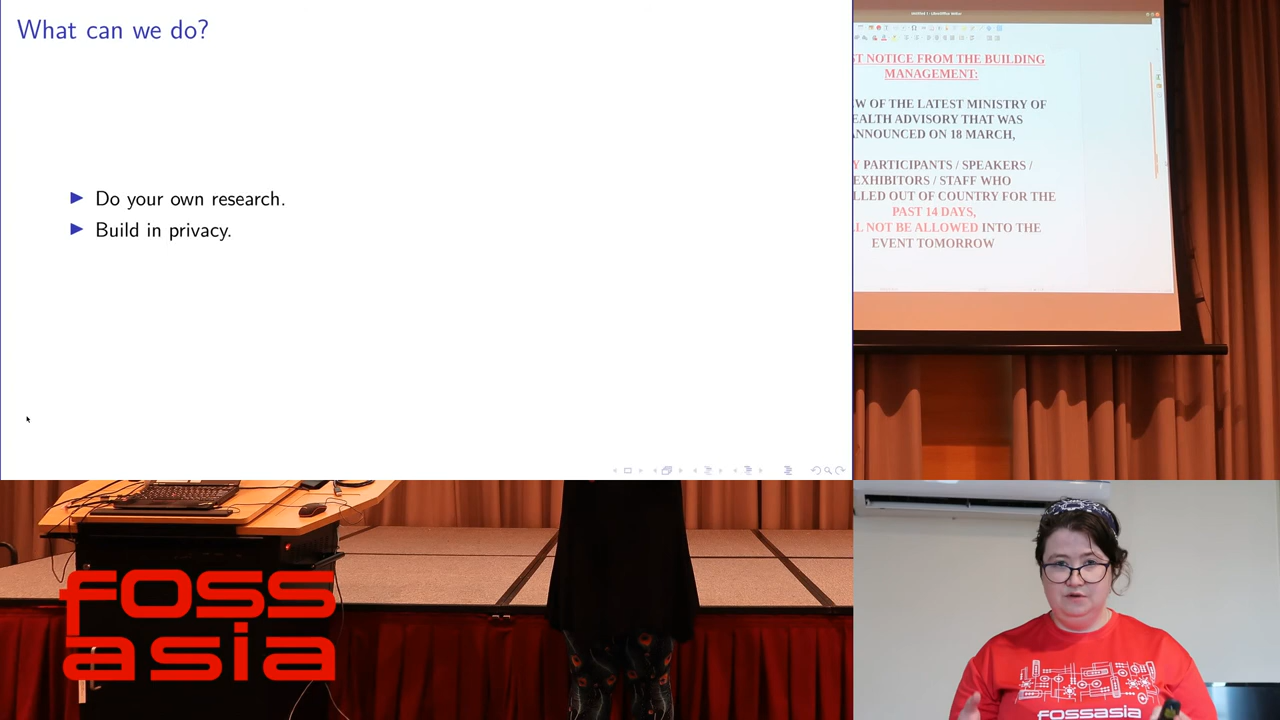 What can we do?
Do your own research.
Build in privacy.
ST NOTICE FROM THE BUILDING
MANAGEMENT:
W OF THE LATEST MINISTRY OF
EALTH ADVISORY THAT WAS
ANNOUNCED ON 18 MARCH,
Y PARTICIPANTS / SPEAKERS /
EXHIBITORS / STAFF WHO
LLED OUT OF COUNTRY FOR THE
PAST 14 DAYS,
L NOT BE ALLOWED INTO THE
EVENT TOMORROW
foss
asia
fossasia